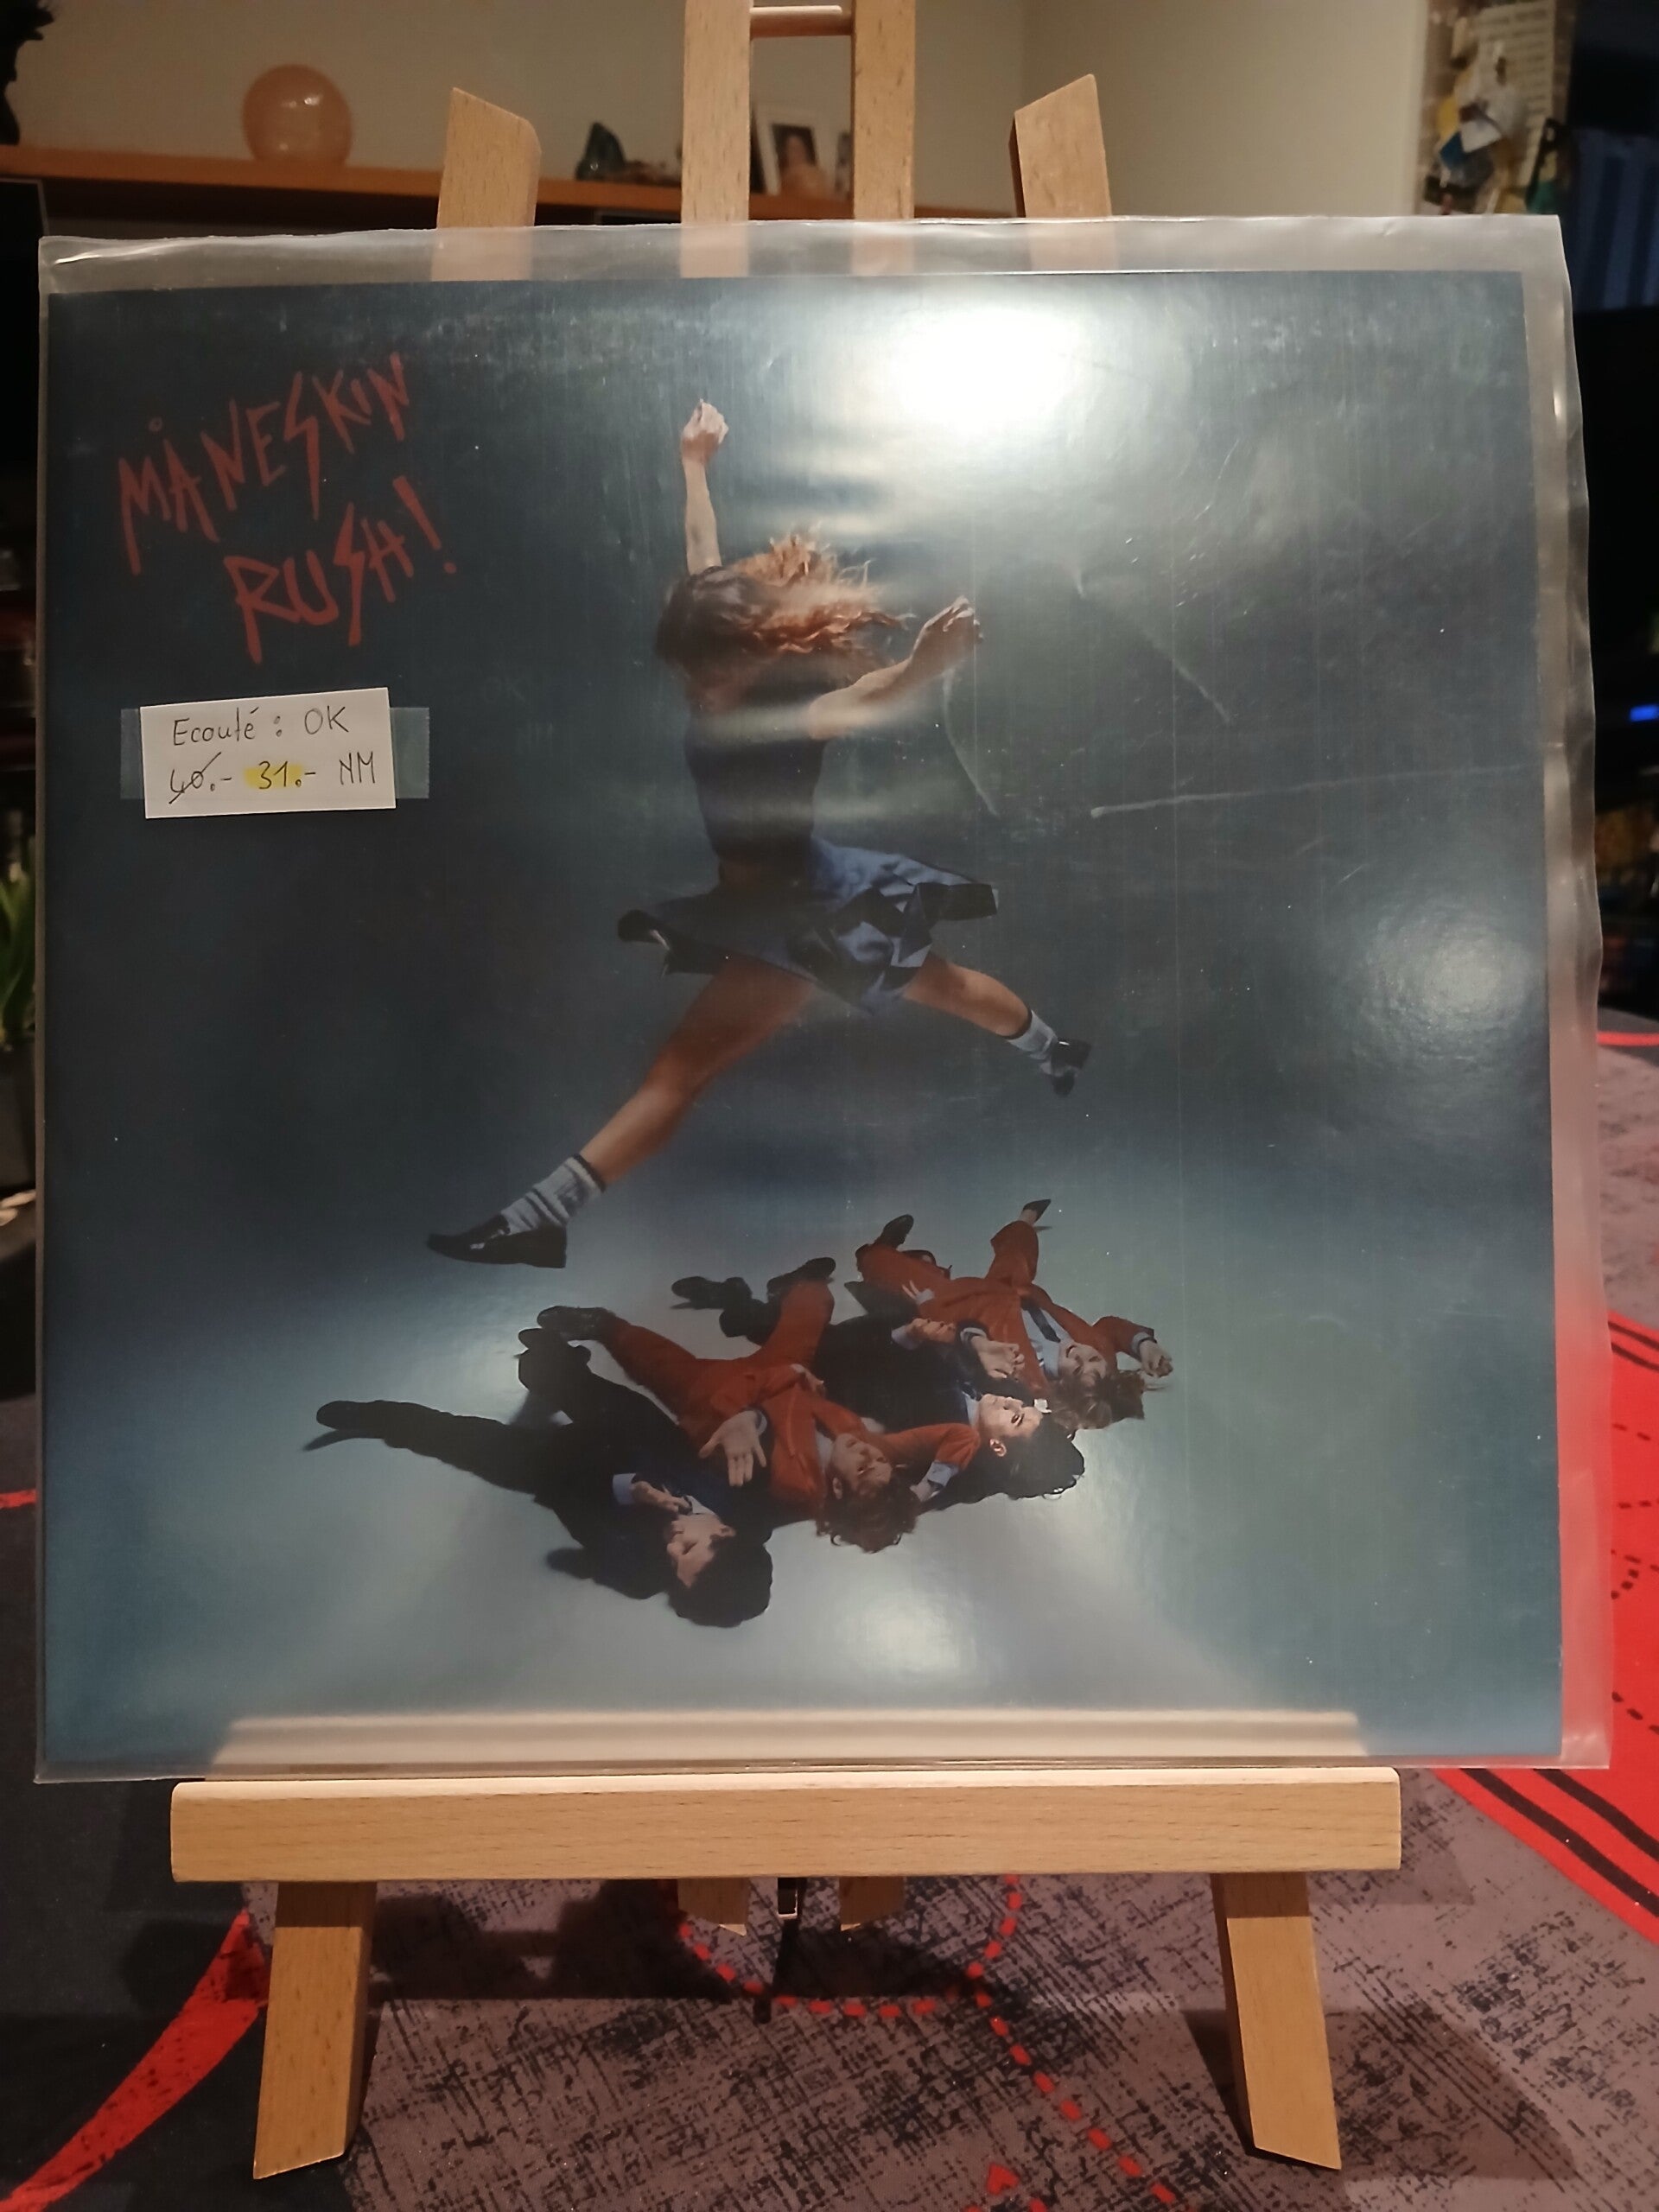 MÅNESKIN
RUSH!
Ecouté : OK
40.- 31.- NM